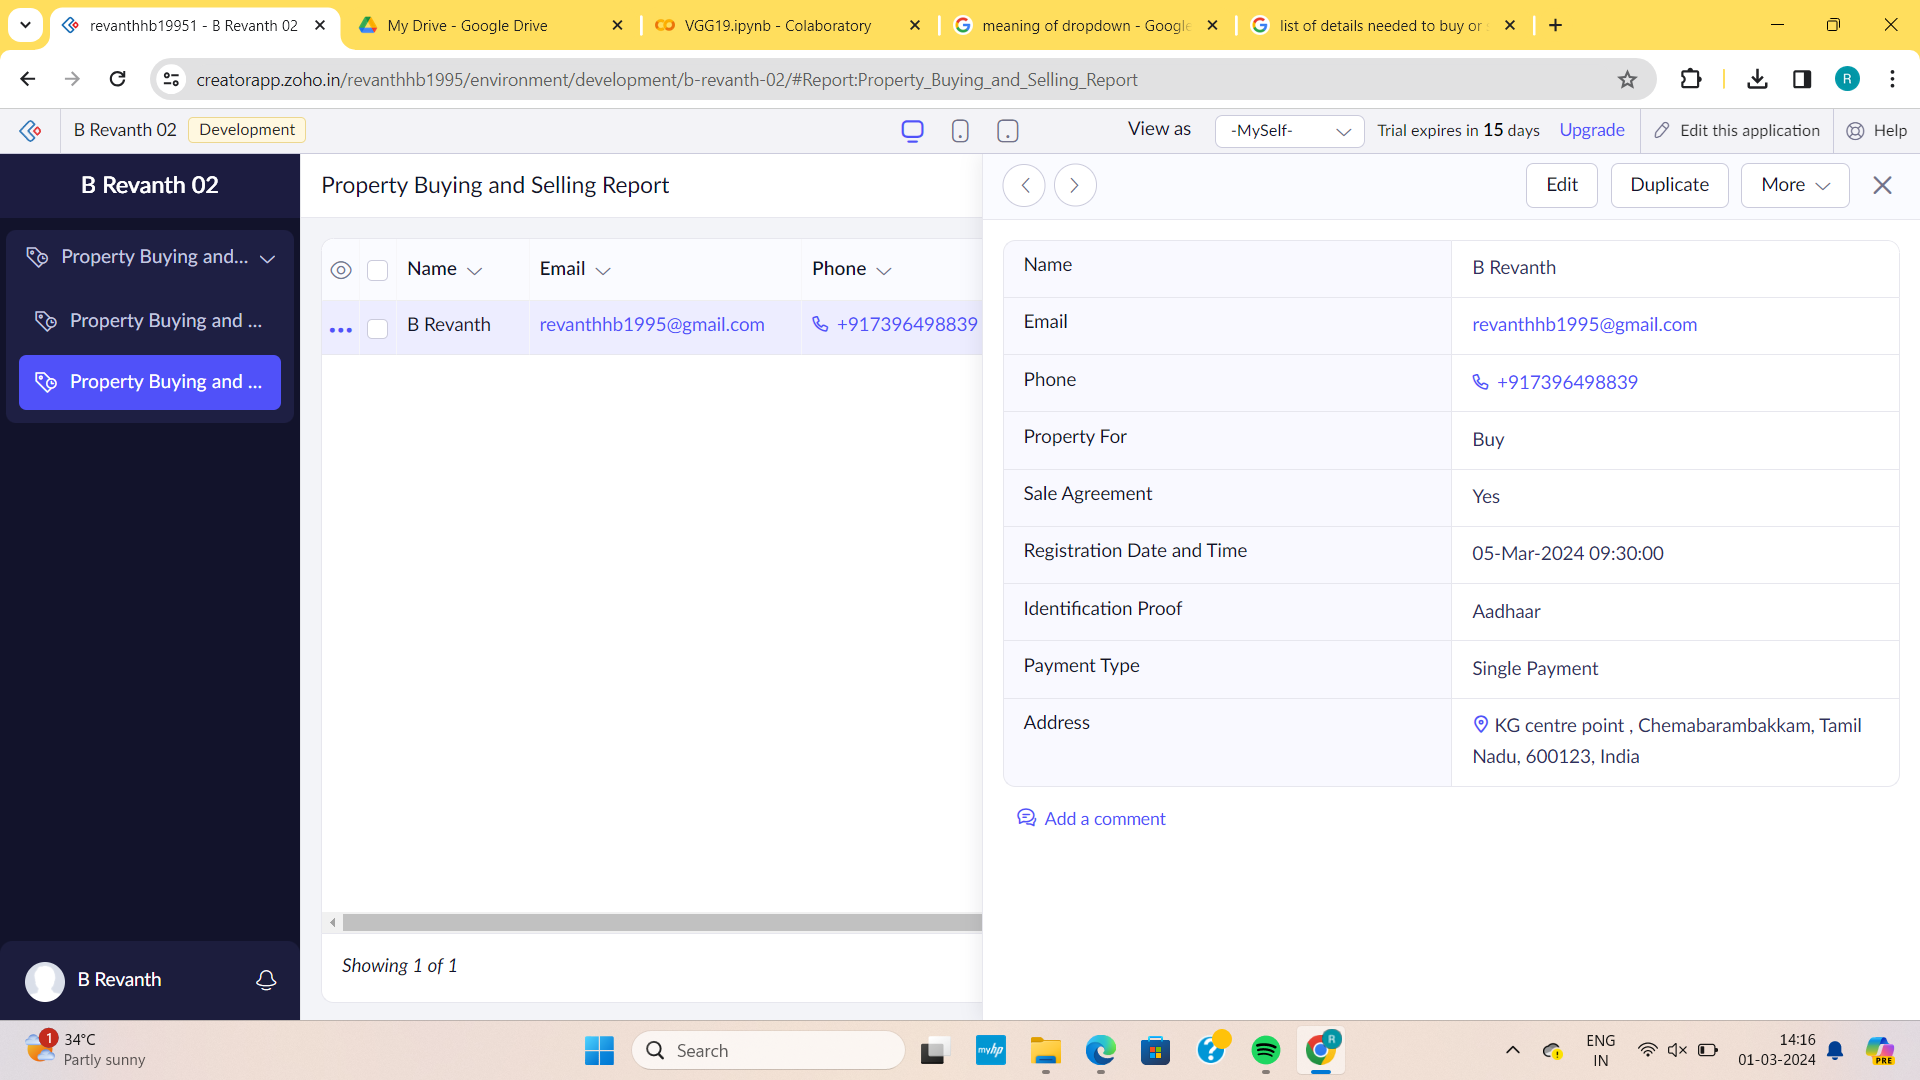 revanthhb19951 - B Revanth 02
My Drive - Google Drive
VGG19.ipynb - Colaboratory
meaning of dropdown - Google
list of details needed to buy or
creatorapp.zoho.in/revanthhb1995/environment/development/b-revanth-02/#Report:Property_Buying_and_Selling_Report
R
B Revanth 02
Development
View as
-MySelf-
Trial expires in 15 days
Upgrade
Edit this application
Help
B Revanth 02
Property Buying and...
Property Buying and ...
Property Buying and ...
B Revanth
Property Buying and Selling Report
Name Email Phone
B Revanth revanthhb1995@gmail.com +917396498839
Showing 1 of 1
Edit
Duplicate
More
Name B Revanth
Email revanthhb1995@gmail.com
Phone +917396498839
Property For Buy
Sale Agreement Yes
Registration Date and Time 05-Mar-2024 09:30:00
Identification Proof Aadhaar
Payment Type Single Payment
Address KG centre point , Chemabarambakkam, Tamil
Nadu, 600123, India
Add a comment
1
34°C
Partly sunny
Search
myhp
R
ENG
IN
14:16
01-03-2024
PRE